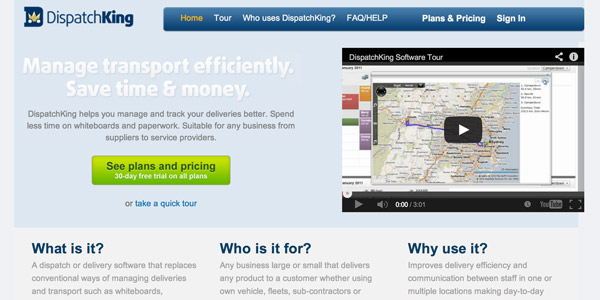 DispatchKing
Home Tour Who uses DispatchKing? FAQ/HELP Plans & Pricing Sign In
Manage transport efficiently.
Save time & money.
DispatchKing helps you manage and track your deliveries better. Spend
less time on whiteboards and paperwork. Suitable for any business from
suppliers to service providers.
See plans and pricing
30-day free trial on all plans
or take a quick tour
DispatchKing Software Tour
January 2011
Sydney
0:00 / 3:01
YouTube
What is it?
A dispatch or delivery software that replaces
conventional ways of managing deliveries
and transport such as whiteboards,
Who is it for?
Any business large or small that delivers
any product to a customer whether using
own vehicle, fleets, sub-contractors or
Why use it?
Improves delivery efficiency and
communication between staff in one or
multiple locations making day-to-day